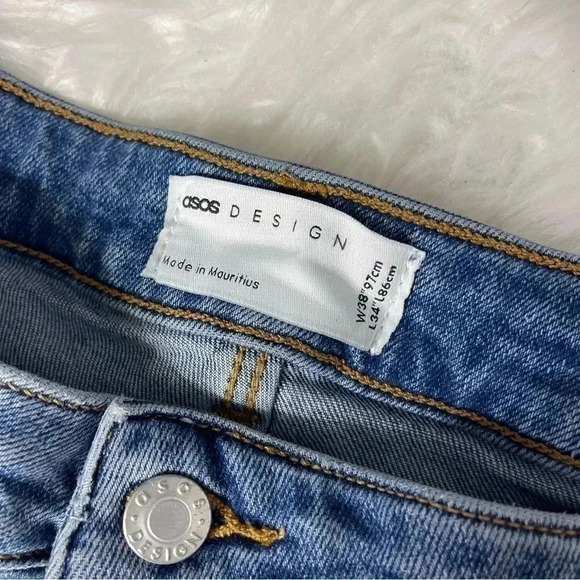 asos DESIGN
Made in Mauritius
W38" 97cm
L34" L86cm
ASOS
DESIGN